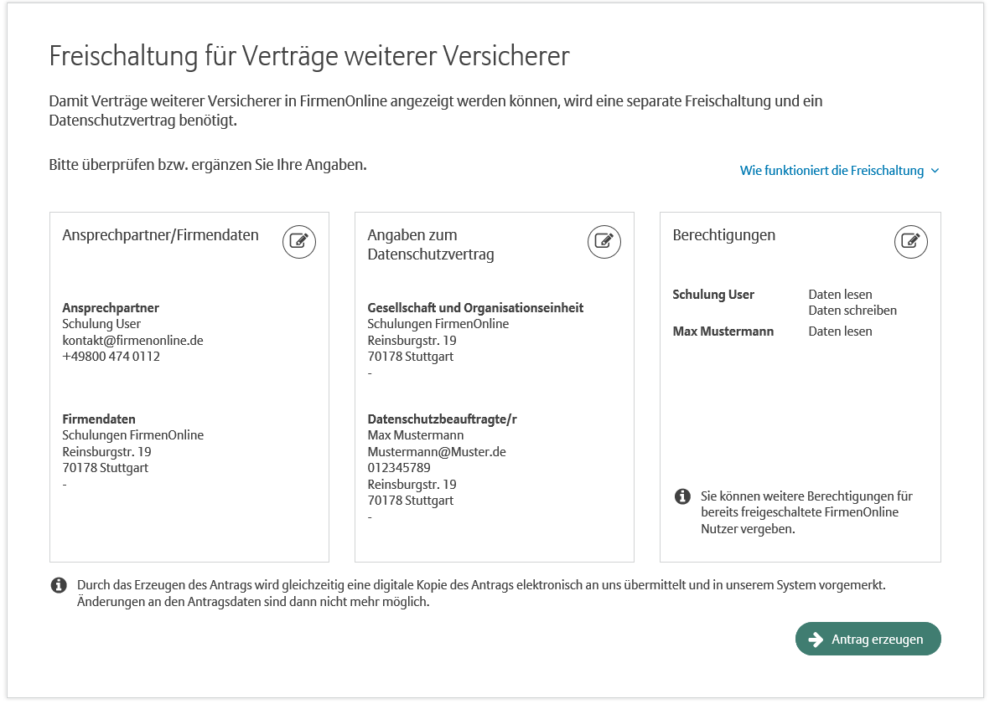 Freischaltung für Verträge weiterer Versicherer
Damit Verträge weiterer Versicherer in FirmenOnline angezeigt werden können, wird eine separate Freischaltung und ein
Datenschutzvertrag benötigt.
Bitte überprüfen bzw. ergänzen Sie Ihre Angaben.
Wie funktioniert die Freischaltung
Ansprechpartner/Firmendaten
Ansprechpartner
Schulung User
kontakt@firmenonline.de
+49800 474 0112
Firmendaten
Schulungen FirmenOnline
Reinsburgstr. 19
70178 Stuttgart
-
Angaben zum
Datenschutzvertrag
Gesellschaft und Organisationseinheit
Schulungen FirmenOnline
Reinsburgstr. 19
70178 Stuttgart
-
Datenschutzbeauftragte/r
Max Mustermann
Mustermann@Muster.de
012345789
Reinsburgstr. 19
70178 Stuttgart
-
Berechtigungen
Schulung User Daten lesen
Daten schreiben
Max Mustermann Daten lesen
Sie können weitere Berechtigungen für
bereits freigeschaltete FirmenOnline
Nutzer vergeben.
Durch das Erzeugen des Antrags wird gleichzeitig eine digitale Kopie des Antrags elektronisch an uns übermittelt und in unserem System vorgemerkt.
Änderungen an den Antragsdaten sind dann nicht mehr möglich.
Antrag erzeugen